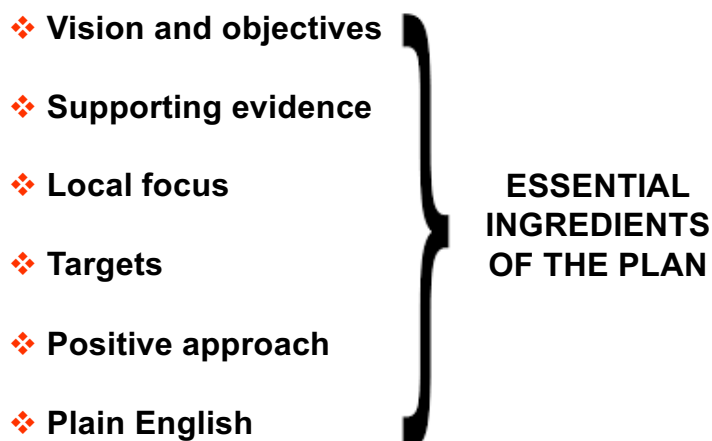 ❖ Vision and objectives
❖ Supporting evidence
❖ Local focus
❖ Targets
❖ Positive approach
❖ Plain English
ESSENTIAL
INGREDIENTS
OF THE PLAN